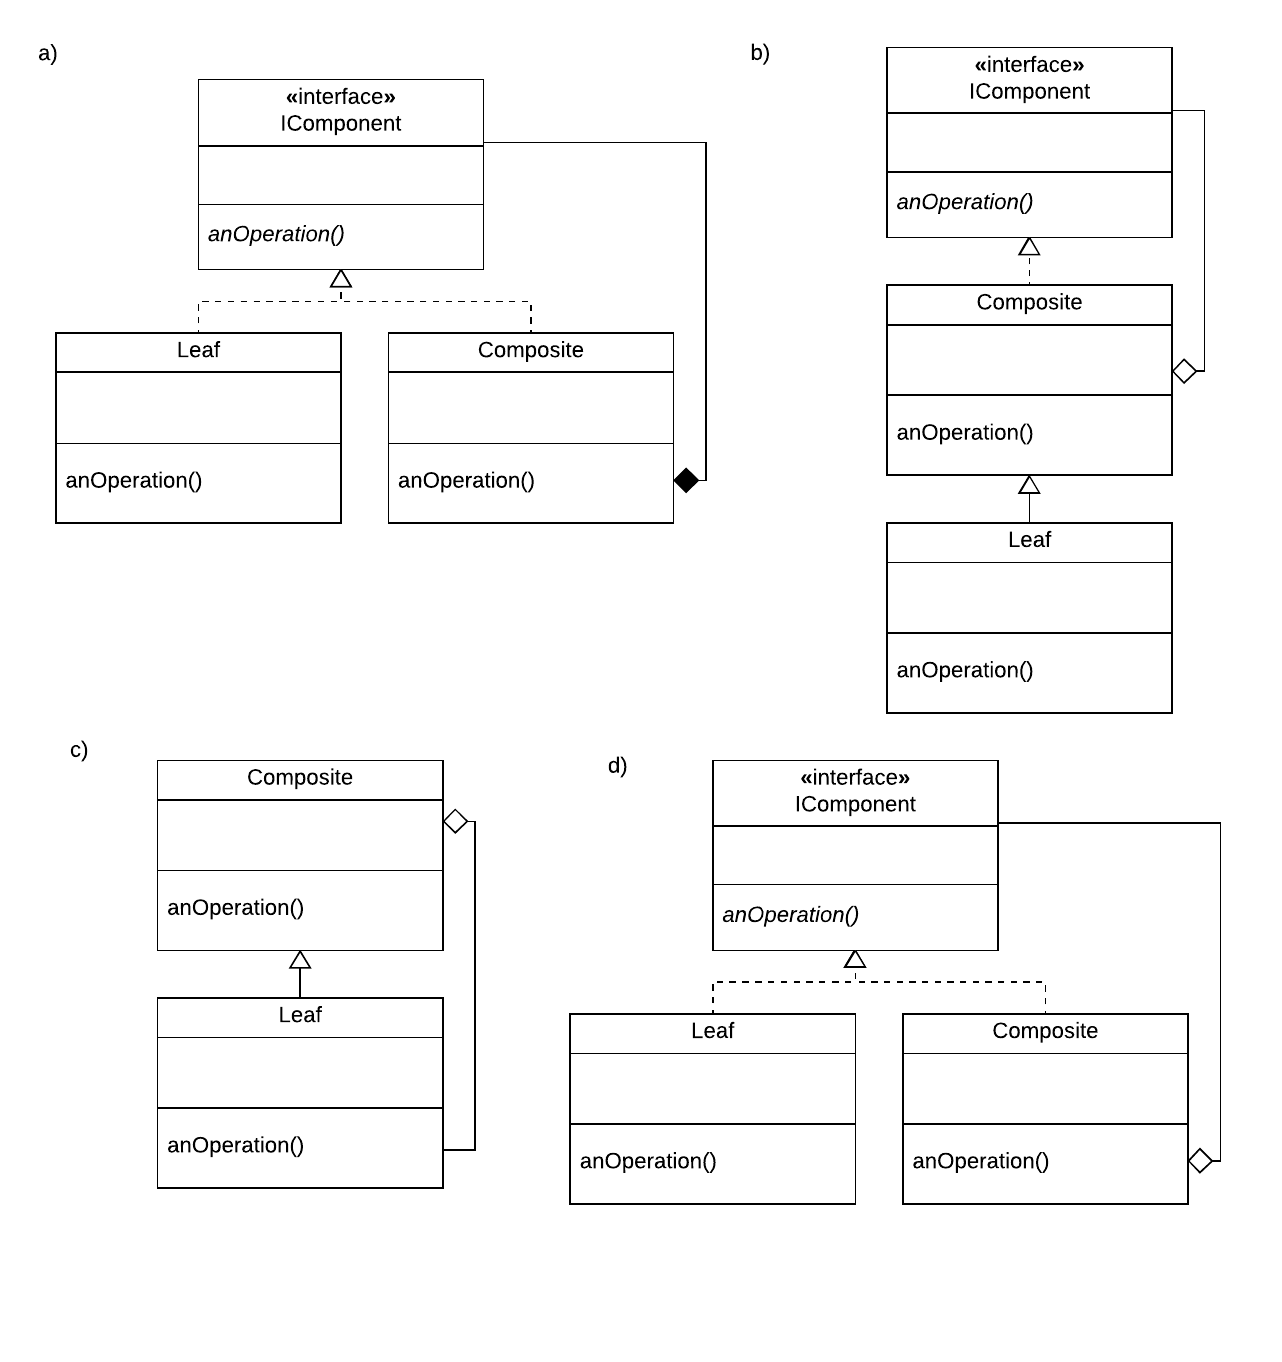 a)
«interface»
IComponent
anOperation()
Leaf
anOperation()
Composite
anOperation()
b)
«interface»
IComponent
anOperation()
Composite
anOperation()
Leaf
anOperation()
c)
Composite
anOperation()
Leaf
anOperation()
d)
«interface»
IComponent
anOperation()
Leaf
anOperation()
Composite
anOperation()